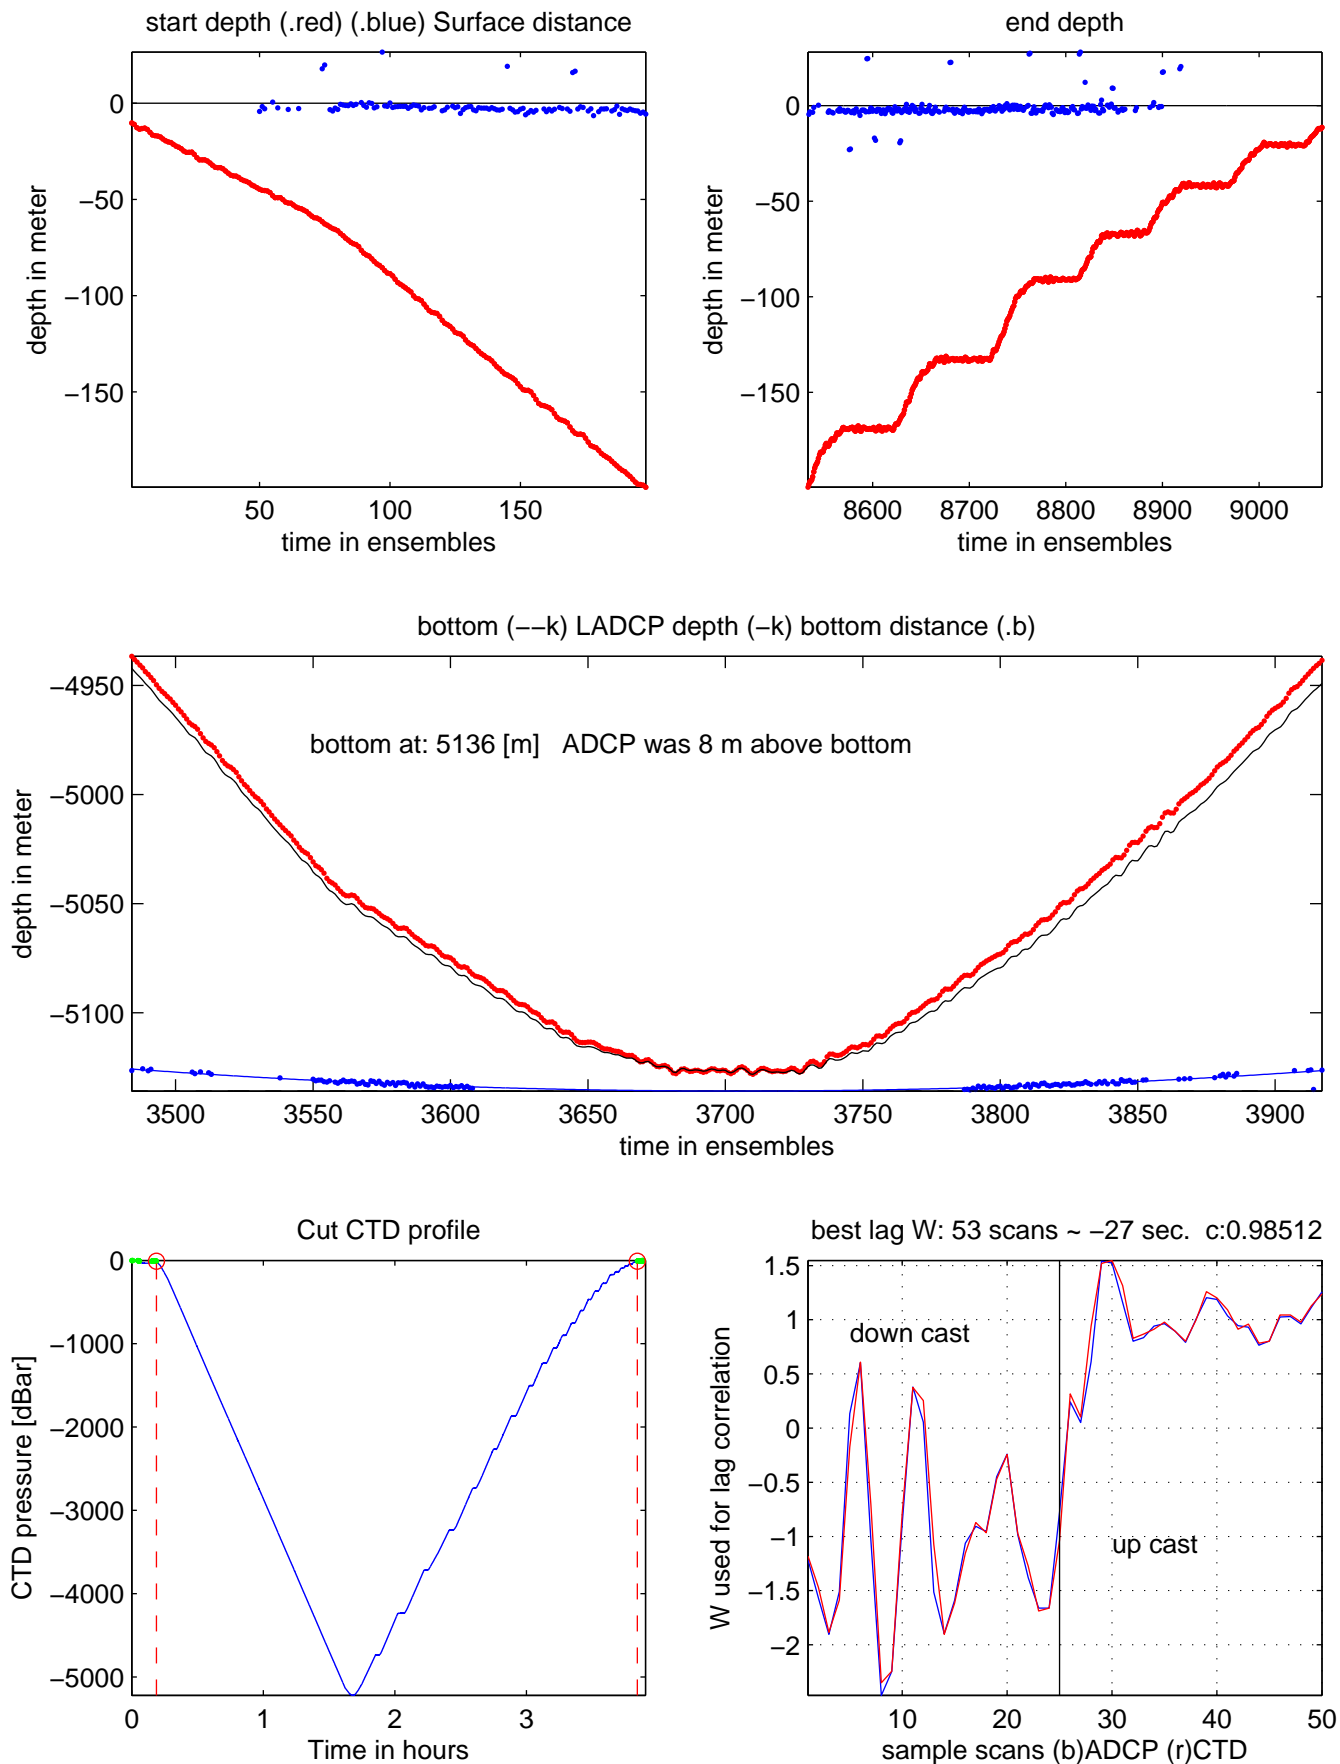 start depth (.red) (.blue) Surface distance
0
−50
−100
−150
depth in meter
50 100 150
time in ensembles
end depth
0
−50
−100
−150
depth in meter
8600 8700 8800 8900 9000
time in ensembles
bottom (−−k) LADCP depth (−k) bottom distance (.b)
−4950
−5000
−5050
−5100
depth in meter
bottom at: 5136 [m] ADCP was 8 m above bottom
3500 3550 3600 3650 3700 3750 3800 3850 3900
time in ensembles
Cut CTD profile
0
−1000
−2000
−3000
−4000
−5000
CTD pressure [dBar]
0 1 2 3
Time in hours
best lag W: 53 scans ~ −27 sec. c:0.98512
1.5
1
0.5
0
−0.5
−1
−1.5
−2
W used for lag correlation
down cast
up cast
10 20 30 40 50
sample scans (b)ADCP (r)CTD